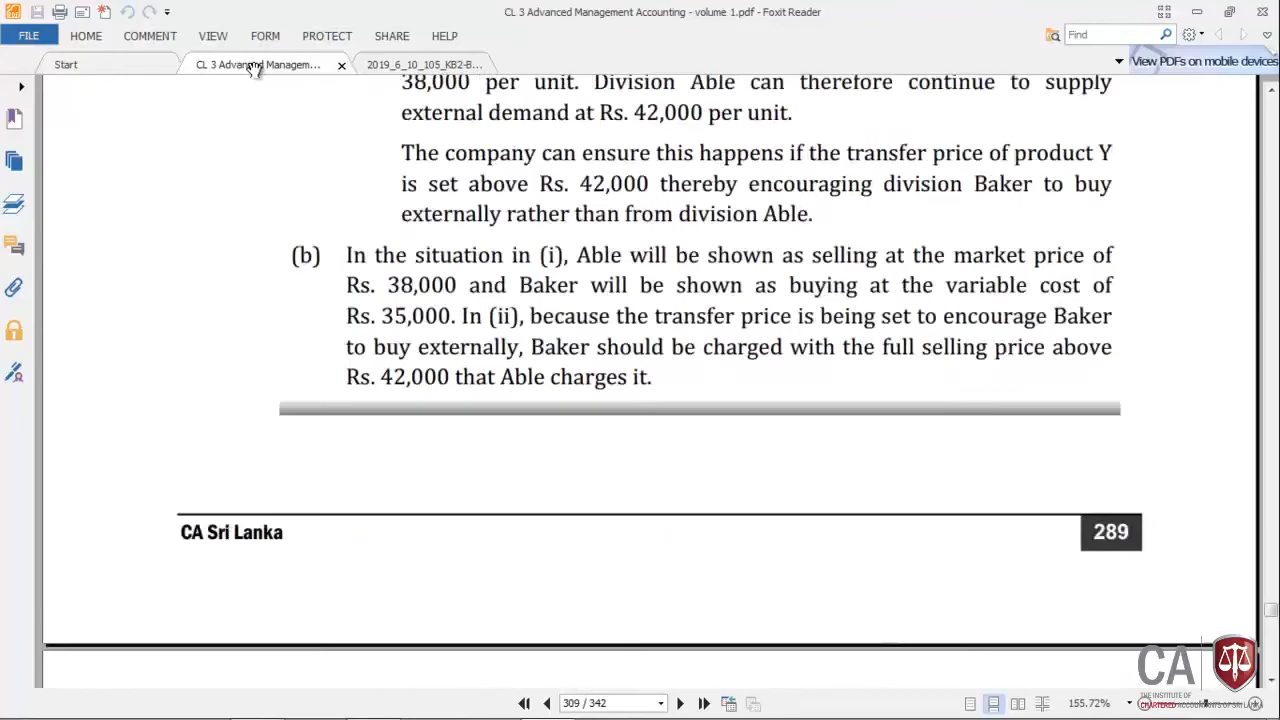 CL 3 Advanced Management Accounting - volume 1.pdf - Foxit Reader
FILE HOME COMMENT VIEW FORM PROTECT SHARE HELP Find
Start CL 3 Advanced Managem... 2019_6_10_105_KB2-B... View PDFs on mobile devices
38,000 per unit. Division Able can therefore continue to supply
external demand at Rs. 42,000 per unit.
The company can ensure this happens if the transfer price of product Y
is set above Rs. 42,000 thereby encouraging division Baker to buy
externally rather than from division Able.
(b) In the situation in (i), Able will be shown as selling at the market price of
Rs. 38,000 and Baker will be shown as buying at the variable cost of
Rs. 35,000. In (ii), because the transfer price is being set to encourage Baker
to buy externally, Baker should be charged with the full selling price above
Rs. 42,000 that Able charges it.
CA Sri Lanka 289
CA
THE INSTITUTE OF
CHARTERED ACCOUNTANTS OF SRI LANKA
309 / 342 155.72%